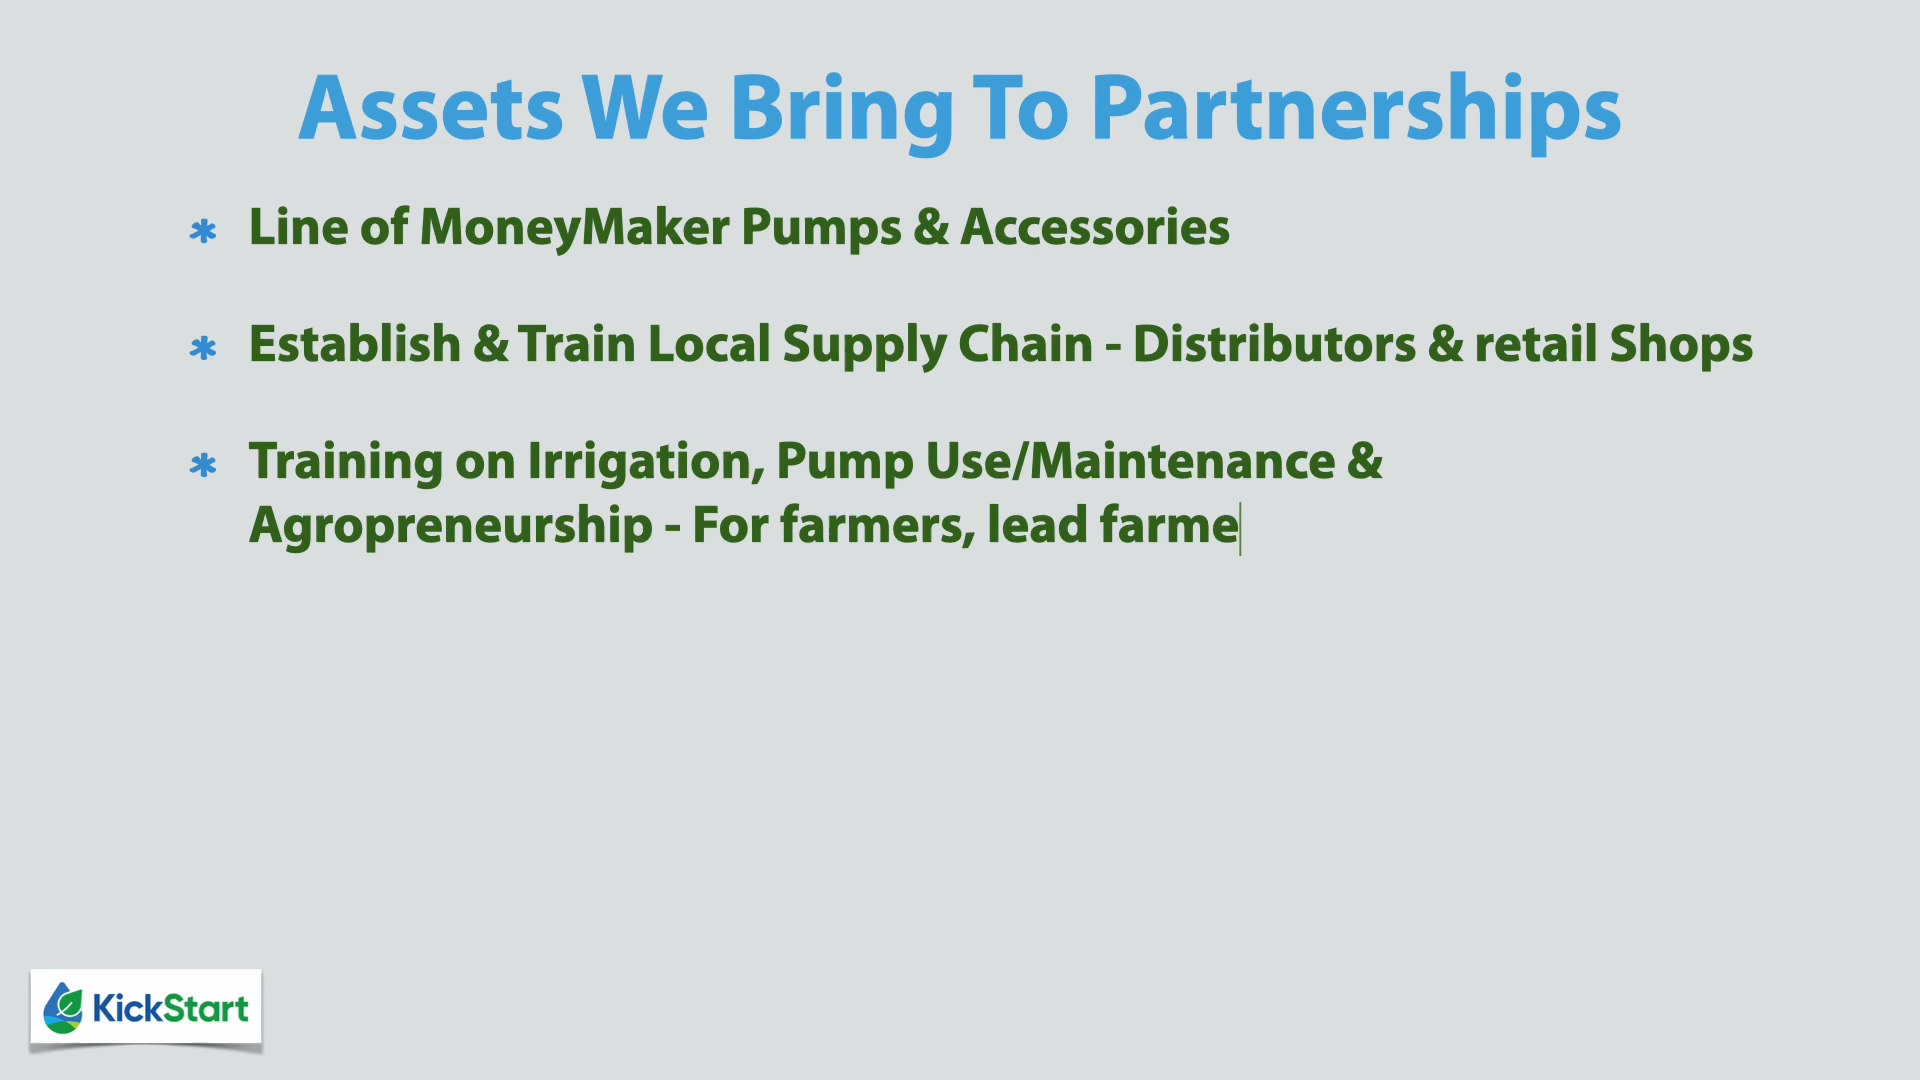 Assets We Bring To Partnerships
* Line of MoneyMaker Pumps & Accessories
* Establish & Train Local Supply Chain - Distributors & retail Shops
* Training on Irrigation, Pump Use/Maintenance &
Agropreneurship - For farmers, lead farme
KickStart